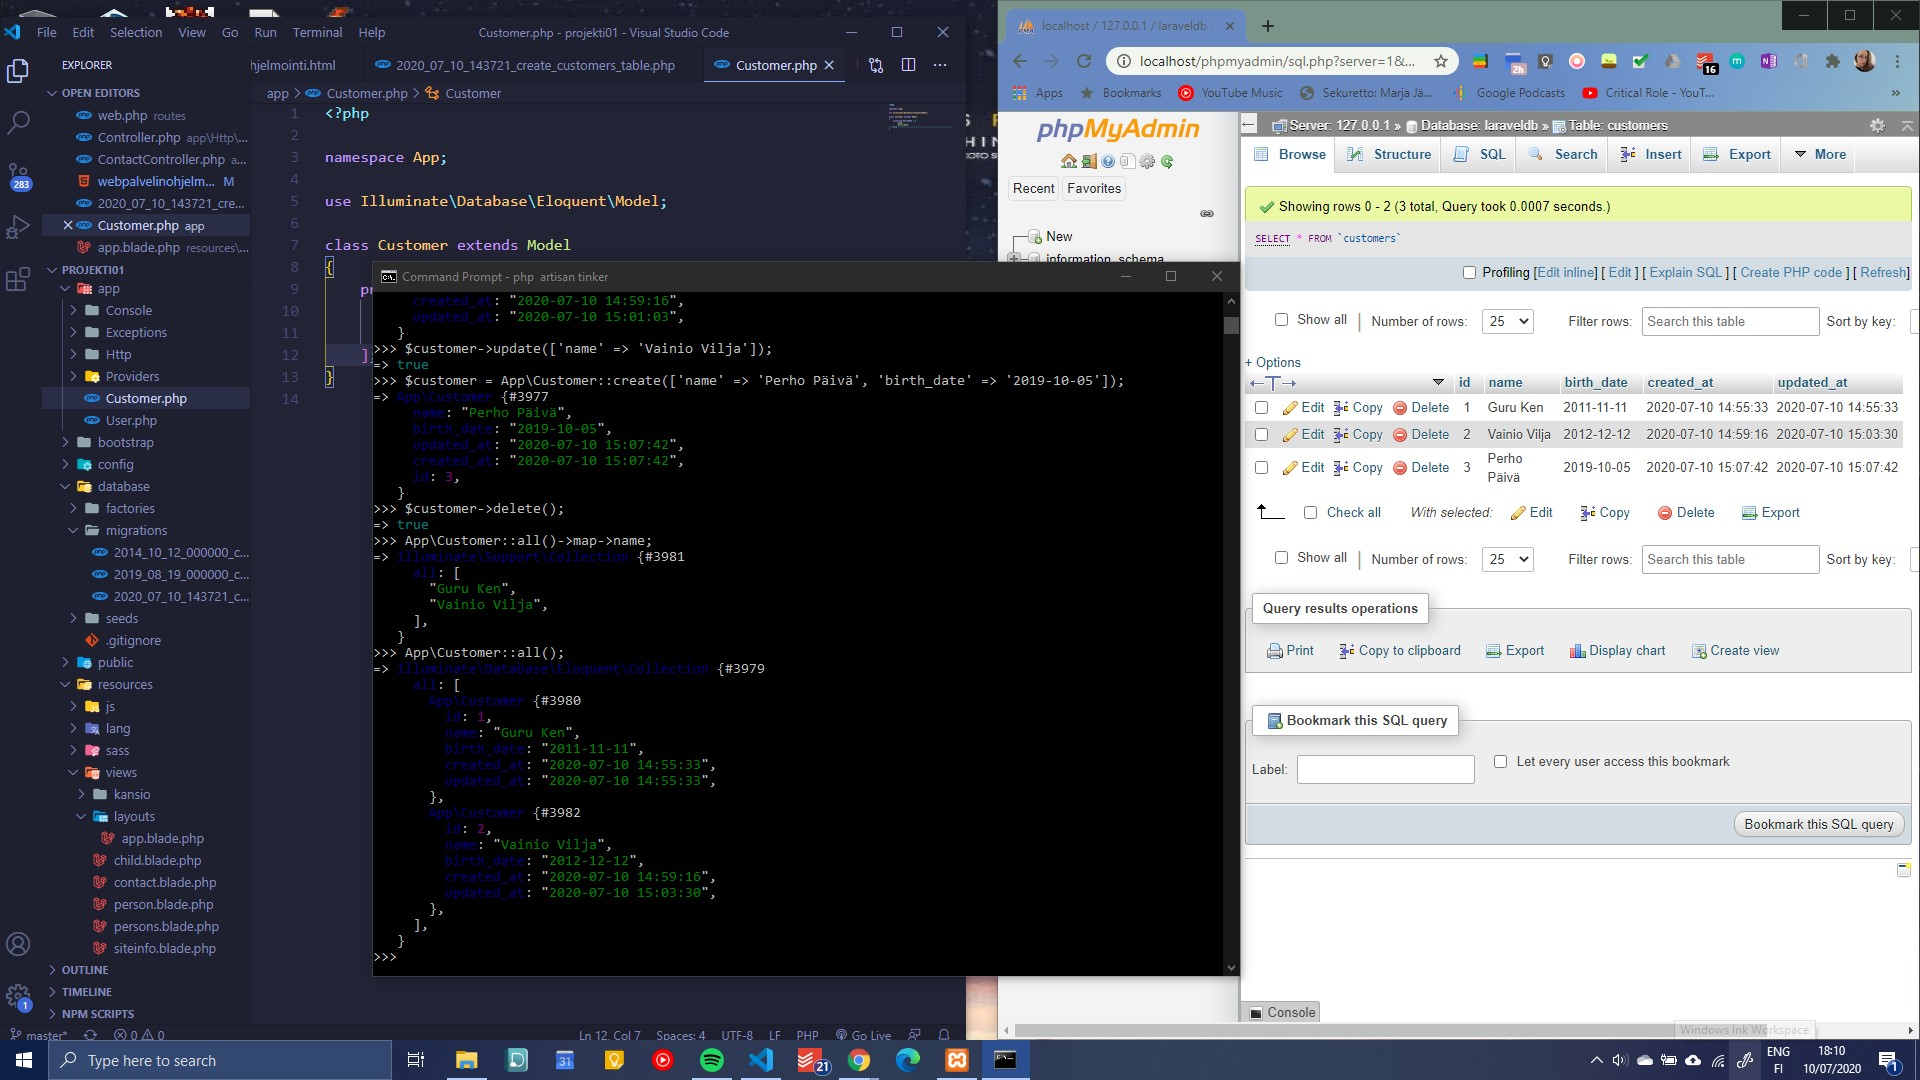 File Edit Selection View Go Run Terminal Help
Customer.php - projekti01 - Visual Studio Code
EXPLORER
hjelmointi.html
2020_07_10_143721_create_customers_table.php
Customer.php
app > Customer.php > Customer
OPEN EDITORS
web.php routes
Controller.php app\Http\...
ContactController.php a...
webpalvelinohjelm... M
2020_07_10_143721_cre...
Customer.php app
app.blade.php resources\...
PROJEKTI01
app
Console
Exceptions
Http
Providers
Customer.php
User.php
bootstrap
config
database
factories
migrations
2014_10_12_000000_c...
2019_08_19_000000_c...
2020_07_10_143721_c...
seeds
.gitignore
public
resources
js
lang
sass
views
kansio
layouts
app.blade.php
child.blade.php
contact.blade.php
person.blade.php
persons.blade.php
siteinfo.blade.php
OUTLINE
TIMELINE
NPM SCRIPTS
283
1
1 <?php
2
3 namespace App;
4
5 use Illuminate\Database\Eloquent\Model;
6
7 class Customer extends Model
8 {
9 pr
10
11
12 ]
13 }
14
master* 0 0
Ln 12, Col 7 Spaces: 4 UTF-8 LF PHP Go Live
Command Prompt - php artisan tinker
created_at: "2020-07-10 14:59:16",
updated_at: "2020-07-10 15:01:03",
}
>>> $customer->update(['name' => 'Vainio Vilja']);
=> true
>>> $customer = App\Customer::create(['name' => 'Perho Päivä', 'birth_date' => '2019-10-05']);
=> App\Customer {#3977
name: "Perho Päivä",
birth_date: "2019-10-05",
updated_at: "2020-07-10 15:07:42",
created_at: "2020-07-10 15:07:42",
id: 3,
}
>>> $customer->delete();
=> true
>>> App\Customer::all()->map->name;
=> Illuminate\Support\Collection {#3981
all: [
"Guru Ken",
"Vainio Vilja",
],
}
>>> App\Customer::all();
=> Illuminate\Database\Eloquent\Collection {#3979
all: [
App\Customer {#3980
id: 1,
name: "Guru Ken",
birth_date: "2011-11-11",
created_at: "2020-07-10 14:55:33",
updated_at: "2020-07-10 14:55:33",
},
App\Customer {#3982
id: 2,
name: "Vainio Vilja",
birth_date: "2012-12-12",
created_at: "2020-07-10 14:59:16",
updated_at: "2020-07-10 15:03:30",
},
],
}
>>>
localhost / 127.0.0.1 / laraveldb
localhost/phpmyadmin/sql.php?server=1&...
2h
16
Apps Bookmarks YouTube Music Sekuretto: Marja Jä... Google Podcasts Critical Role - YouT... »
phpMyAdmin
Recent Favorites
New
information_schema
Server: 127.0.0.1 » Database: laraveldb » Table: customers
Browse Structure SQL Search Insert Export More
Showing rows 0 - 2 (3 total, Query took 0.0007 seconds.)
SELECT * FROM `customers`
Profiling [Edit inline] [ Edit ] [ Explain SQL ] [ Create PHP code ] [ Refresh]
Show all | Number of rows: 25 Filter rows: Search this table Sort by key:
+ Options
id name birth_date created_at updated_at
Edit Copy Delete 1 Guru Ken 2011-11-11 2020-07-10 14:55:33 2020-07-10 14:55:33
Edit Copy Delete 2 Vainio Vilja 2012-12-12 2020-07-10 14:59:16 2020-07-10 15:03:30
Edit Copy Delete 3 Perho Päivä 2019-10-05 2020-07-10 15:07:42 2020-07-10 15:07:42
Check all With selected: Edit Copy Delete Export
Show all | Number of rows: 25 Filter rows: Search this table Sort by key:
Query results operations
Print Copy to clipboard Export Display chart Create view
Bookmark this SQL query
Label: Let every user access this bookmark
Bookmark this SQL query
Console
Windows Ink Workspace
Type here to search
31
21
ENG
FI
18:10
10/07/2020
1